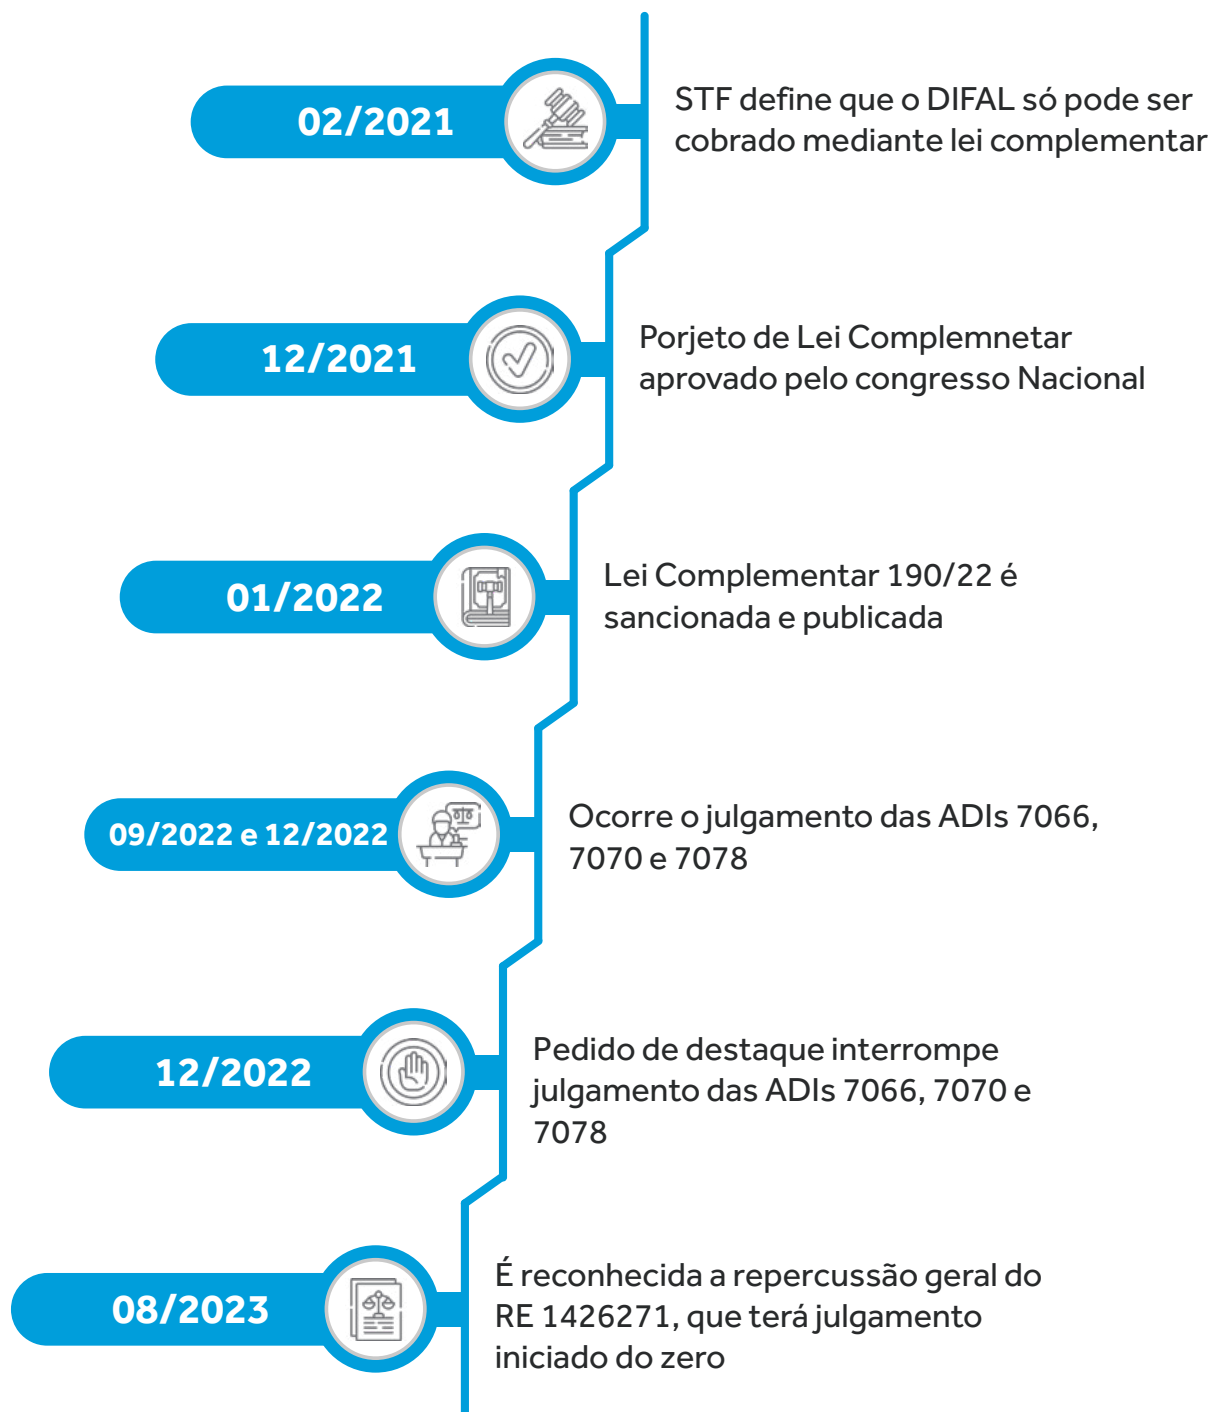 02/2021
STF define que o DIFAL só pode ser
cobrado mediante lei complementar
12/2021
Porjeto de Lei Complemnetar
aprovado pelo congresso Nacional
01/2022
Lei Complementar 190/22 é
sancionada e publicada
09/2022 e 12/2022
Ocorre o julgamento das ADIs 7066,
7070 e 7078
12/2022
Pedido de destaque interrompe
julgamento das ADIs 7066, 7070 e
7078
08/2023
É reconhecida a repercussão geral do
RE 1426271, que terá julgamento
iniciado do zero